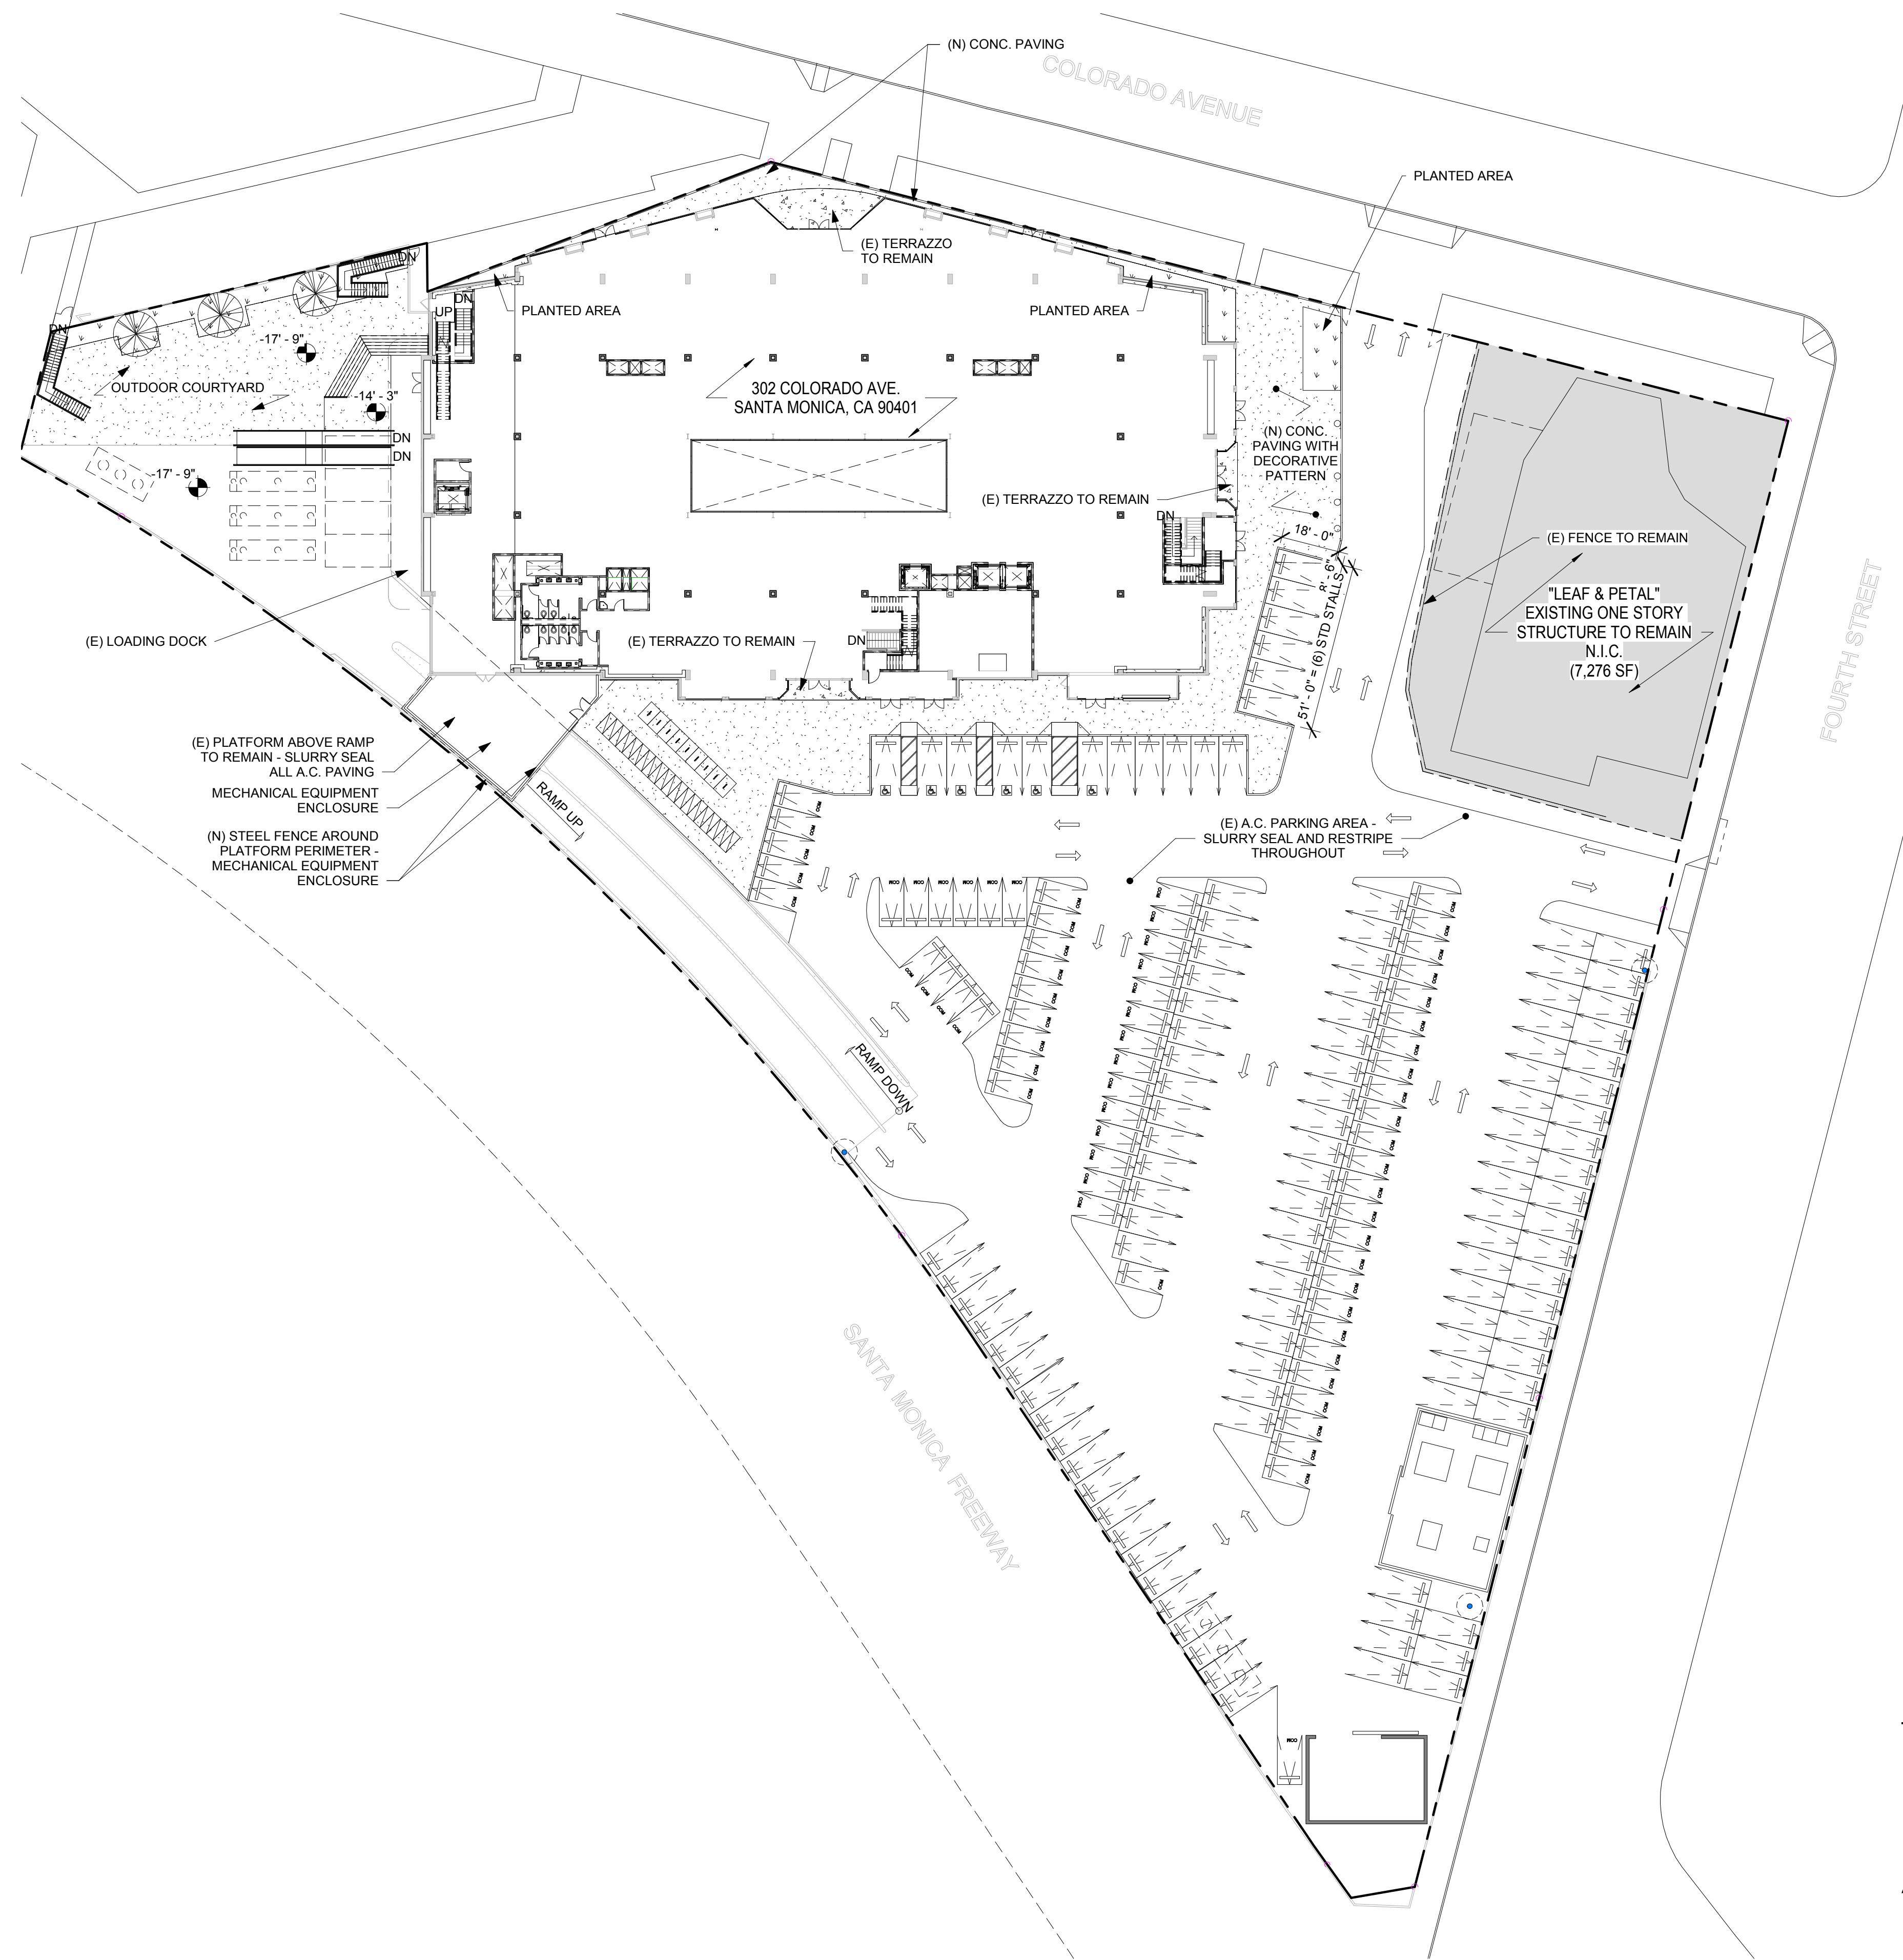 (N) CONC. PAVING
COLORADO AVENUE
PLANTED AREA
(E) TERRAZZO
TO REMAIN
DN
DN
UP
PLANTED AREA
PLANTED AREA
DN
-17' - 9"
OUTDOOR COURTYARD
-14' - 3"
302 COLORADO AVE.
SANTA MONICA, CA 90401
DN
DN
-17' - 9"
(N) CONC.
PAVING WITH
DECORATIVE
PATTERN
(E) TERRAZZO TO REMAIN
DN
18' - 0"
8' - 6"
51' - 0" = (6) STD STALLS
(E) FENCE TO REMAIN
"LEAF & PETAL"
EXISTING ONE STORY
STRUCTURE TO REMAIN
N.I.C.
(7,276 SF)
FOURTH STREET
(E) LOADING DOCK
(E) TERRAZZO TO REMAIN
DN
(E) PLATFORM ABOVE RAMP
TO REMAIN - SLURRY SEAL
ALL A.C. PAVING
MECHANICAL EQUIPMENT
ENCLOSURE
(N) STEEL FENCE AROUND
PLATFORM PERIMETER -
MECHANICAL EQUIPMENT
ENCLOSURE
RAMP UP
(E) A.C. PARKING AREA -
SLURRY SEAL AND RESTRIPE
THROUGHOUT
RAMP DOWN
SANTA MONICA FREEWAY